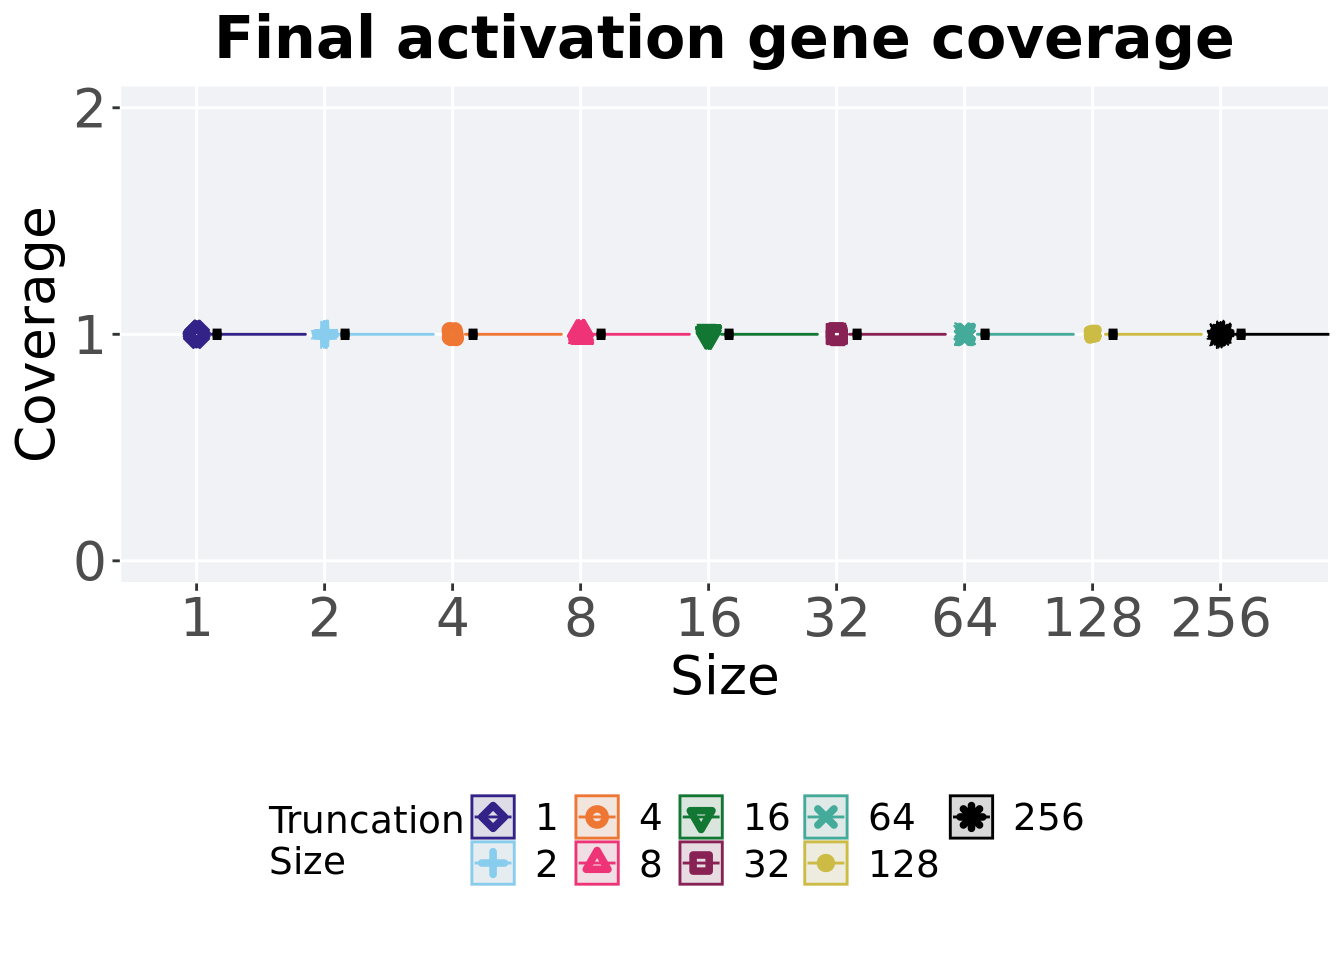 Final activation gene coverage
2
1
0
Coverage
1 2 4 8 16 32 64 128 256
Size
Truncation 1 4 16 64 256
Size 2 8 32 128